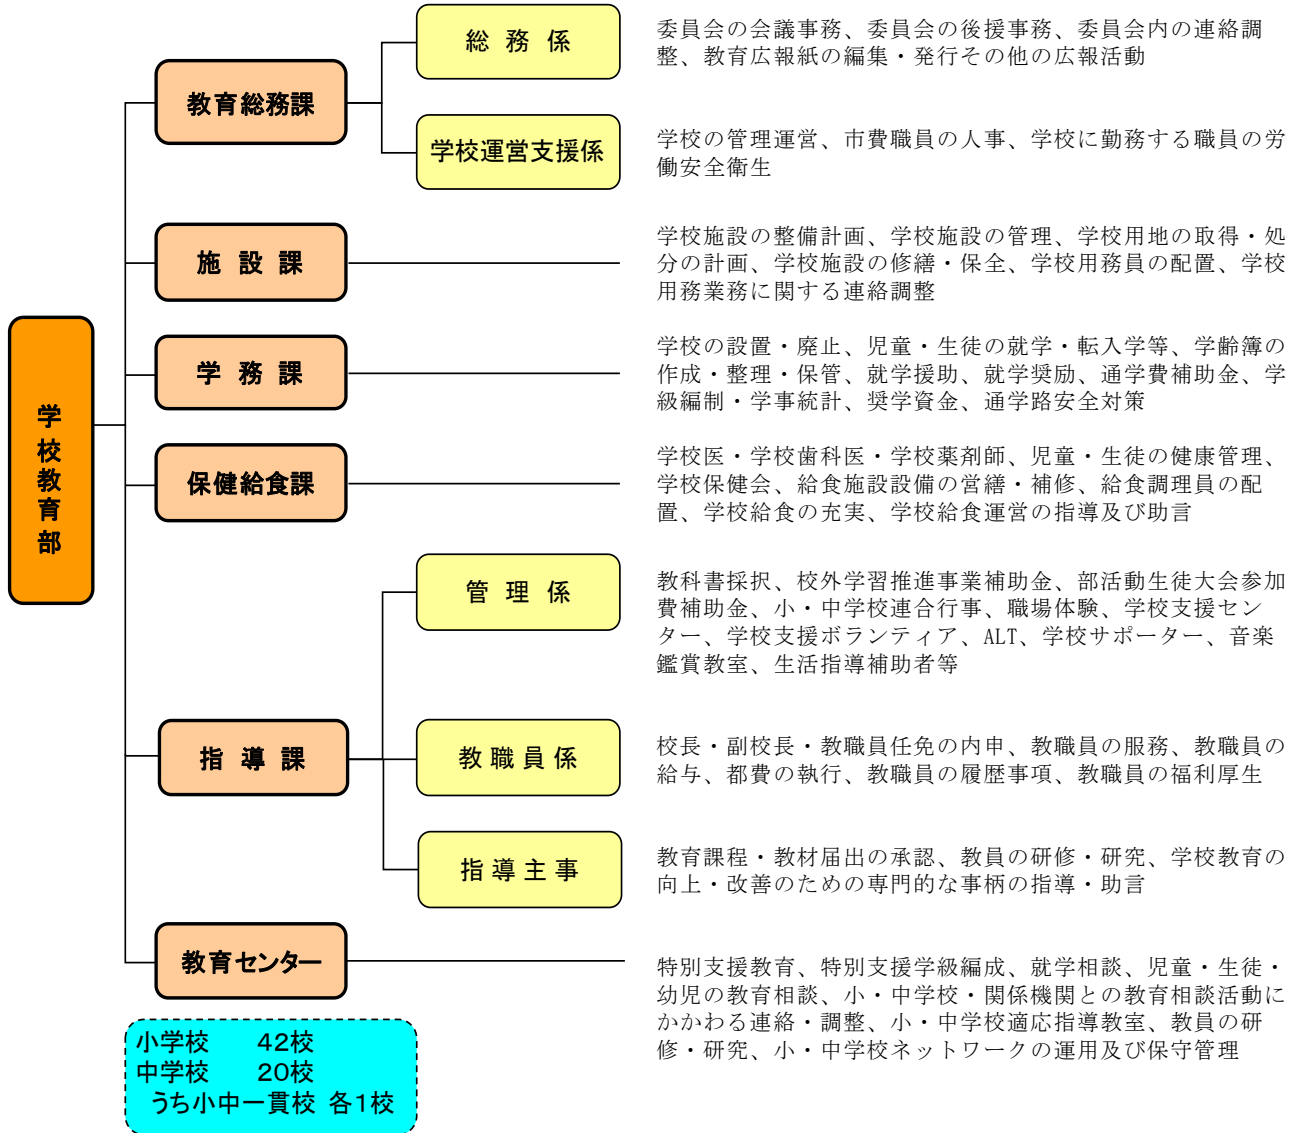 学校教育部
教育総務課
総務係
委員会の会議事務、委員会の後援事務、委員会内の連絡調
整、教育広報紙の編集・発行その他の広報活動
学校運営支援係
学校の管理運営、市費職員の人事、学校に勤務する職員の労
働安全衛生
施設課
学校施設の整備計画、学校施設の管理、学校用地の取得・処
分の計画、学校施設の修繕・保全、学校用務員の配置、学校
用務業務に関する連絡調整
学務課
学校の設置・廃止、児童・生徒の就学・転入学等、学齢簿の
作成・整理・保管、就学援助、就学奨励、通学費補助金、学
級編制・学事統計、奨学資金、通学路安全対策
保健給食課
学校医・学校歯科医・学校薬剤師、児童・生徒の健康管理、
学校保健会、給食施設設備の営繕・補修、給食調理員の配
置、学校給食の充実、学校給食運営の指導及び助言
指導課
管理係
教科書採択、校外学習推進事業補助金、部活動生徒大会参加
費補助金、小・中学校連合行事、職場体験、学校支援セン
ター、学校支援ボランティア、ALT、学校サポーター、音楽
鑑賞教室、生活指導補助者等
教職員係
校長・副校長・教職員任免の内申、教職員の服務、教職員の
給与、都費の執行、教職員の履歴事項、教職員の福利厚生
指導主事
教育課程・教材届出の承認、教員の研修・研究、学校教育の
向上・改善のための専門的な事柄の指導・助言
教育センター
特別支援教育、特別支援学級編成、就学相談、児童・生徒・
幼児の教育相談、小・中学校・関係機関との教育相談活動に
かかわる連絡・調整、小・中学校適応指導教室、教員の研
修・研究、小・中学校ネットワークの運用及び保守管理
小学校 42校
中学校 20校
うち小中一貫校 各1校